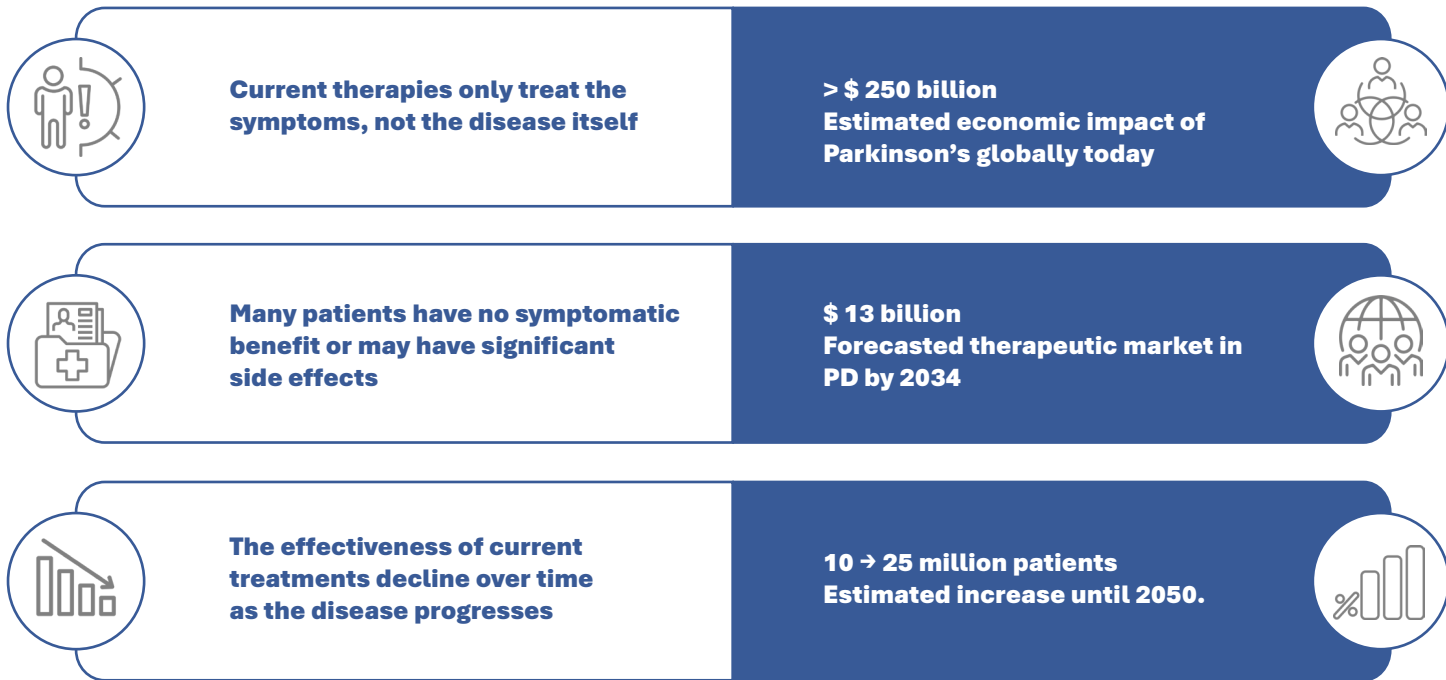 Current therapies only treat the
symptoms, not the disease itself
> $ 250 billion
Estimated economic impact of
Parkinson's globally today
Many patients have no symptomatic
benefit or may have significant
side effects
$ 13 billion
Forecasted therapeutic market in
PD by 2034
The effectiveness of current
treatments decline over time
as the disease progresses
10 → 25 million patients
Estimated increase until 2050.
%